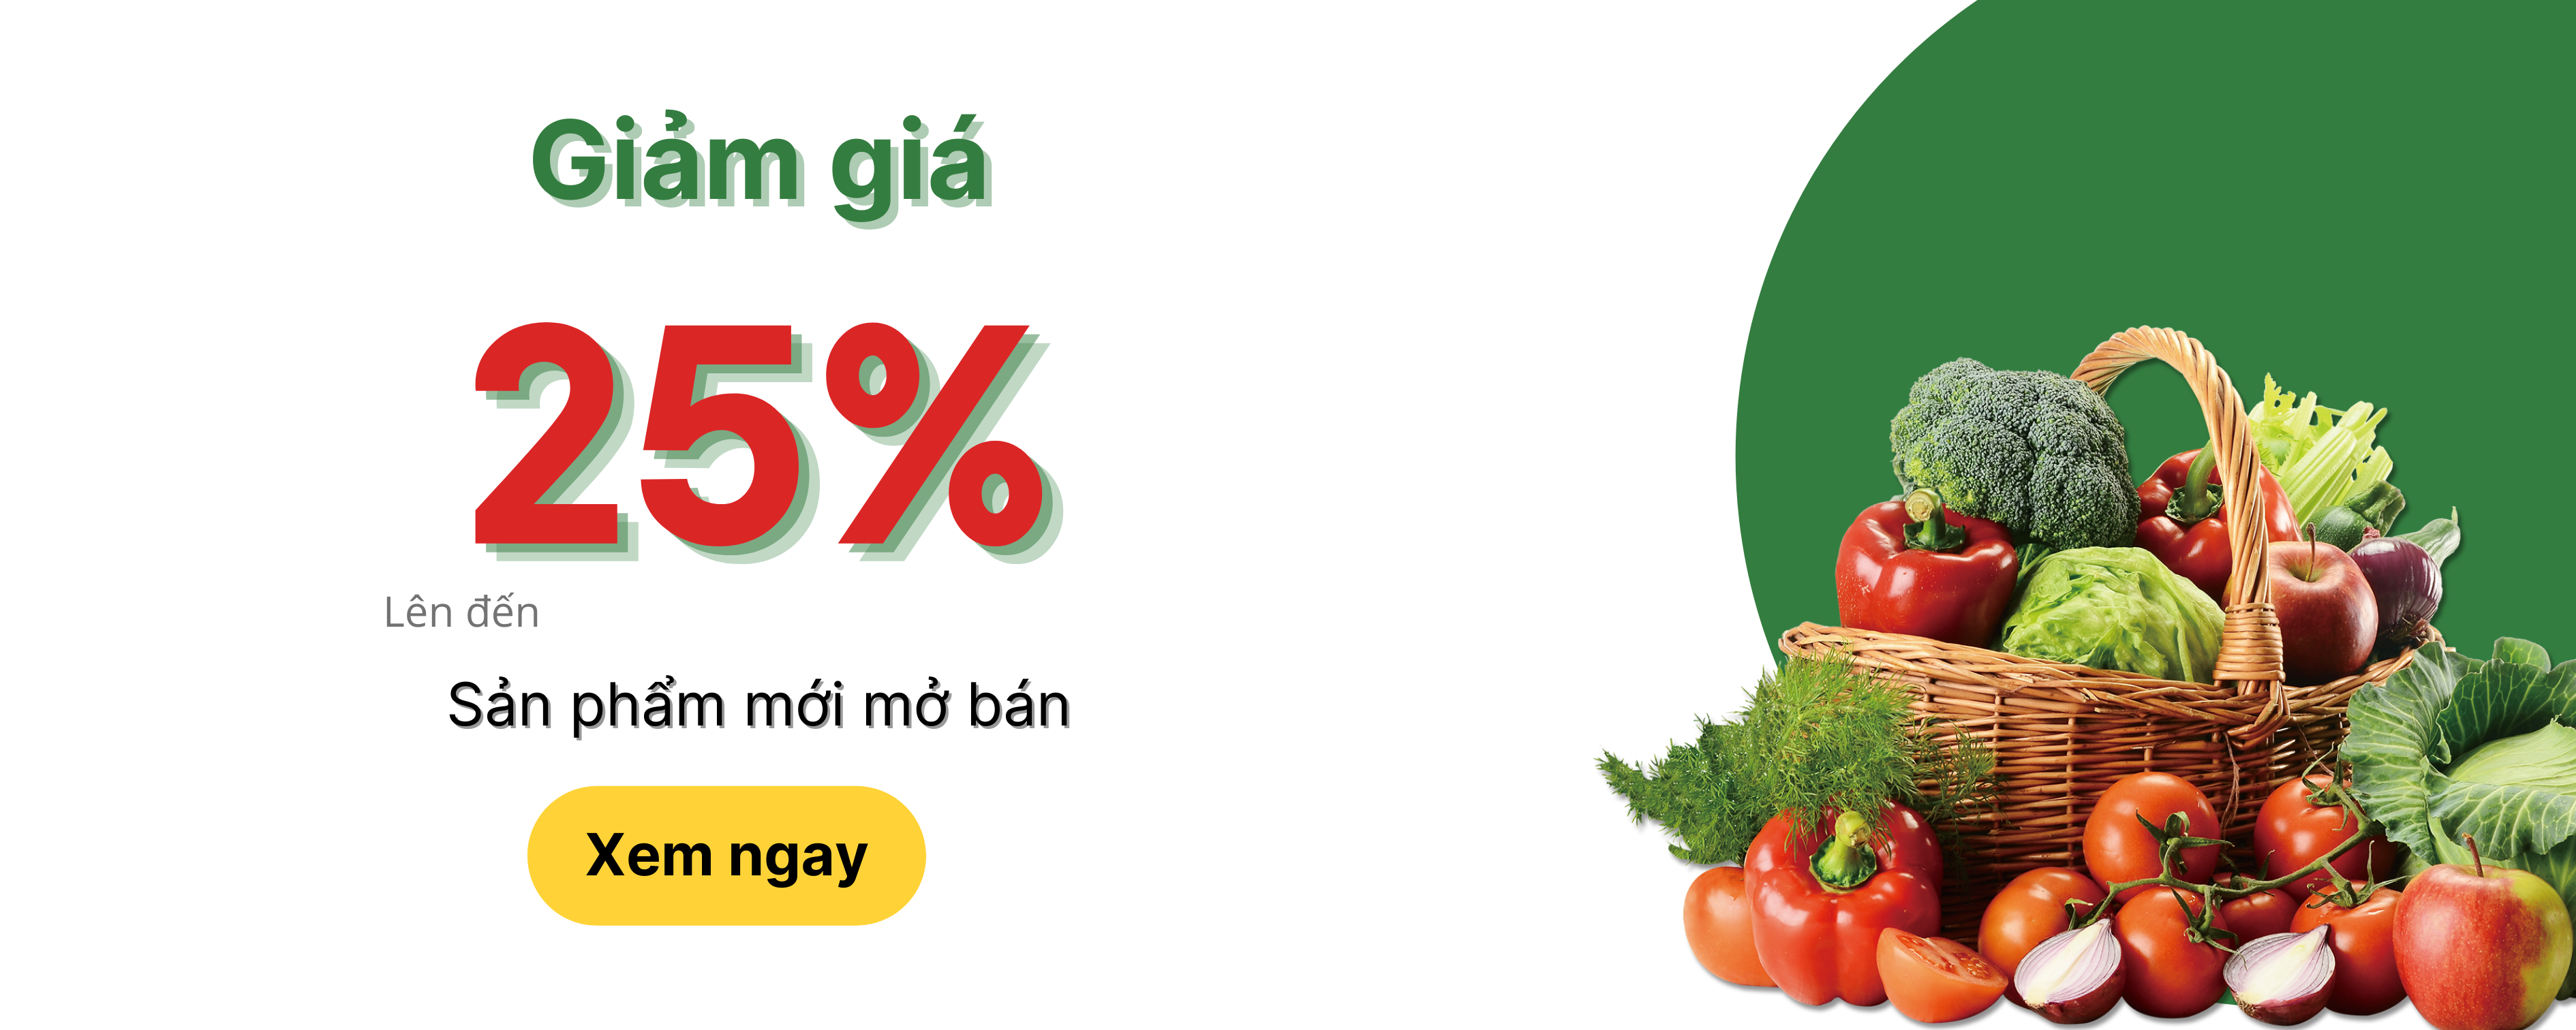 Giảm giá
25%
Lên đến
Sản phẩm mới mở bán
Xem ngay